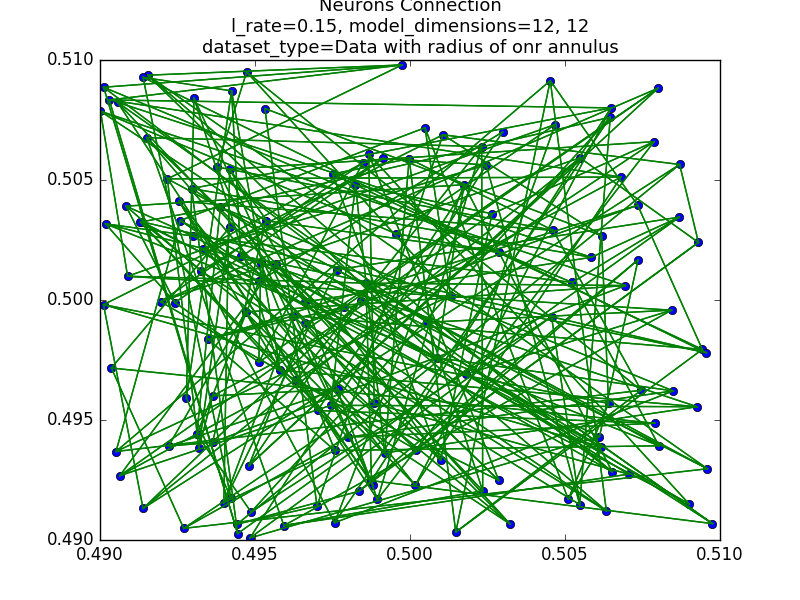 Neurons Connection
l_rate=0.15, model_dimensions=12, 12
dataset_type=Data with radius of onr annulus
0.510
0.505
0.500
0.495
0.490
0.490 0.495 0.500 0.505 0.510